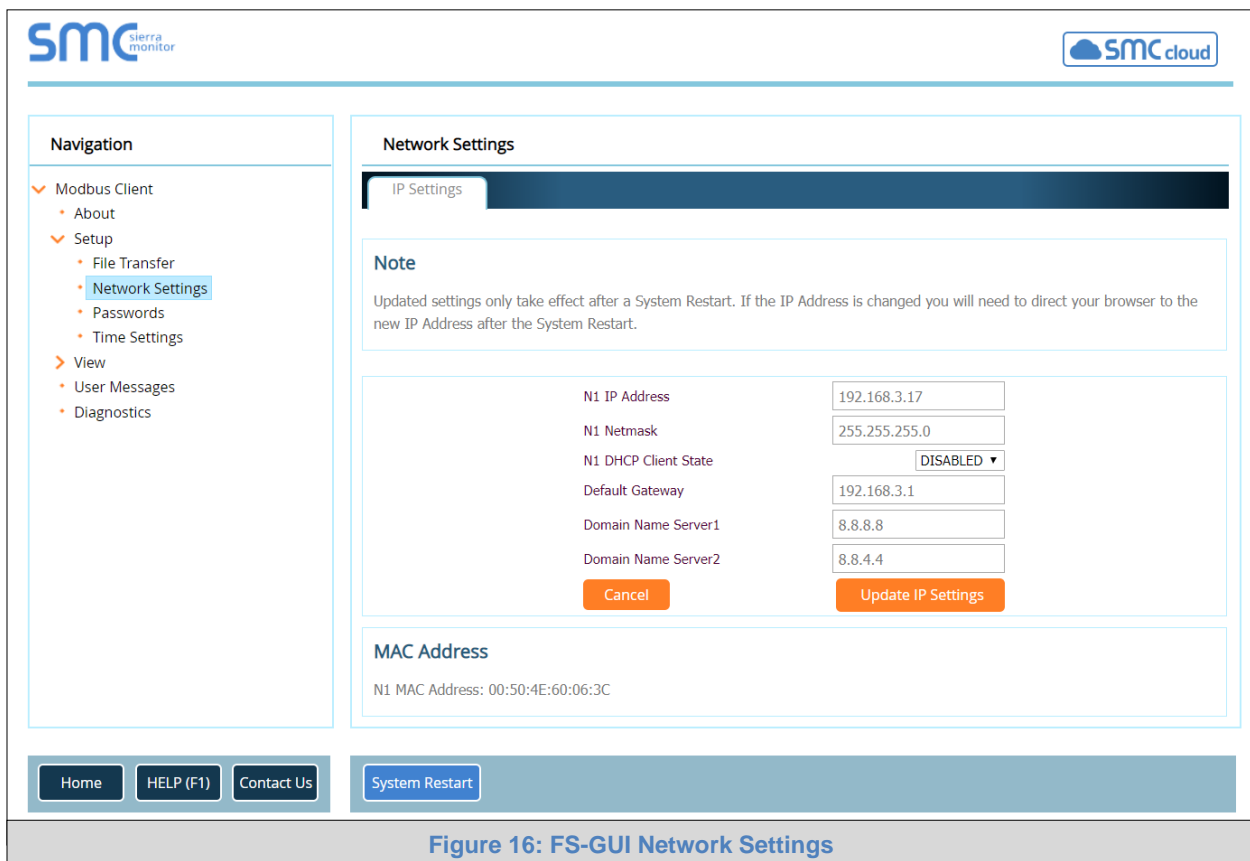 SMC sierra monitor
SMC cloud
Navigation
Modbus Client
About
Setup
File Transfer
Network Settings
Passwords
Time Settings
View
User Messages
Diagnostics
Network Settings
IP Settings
Note
Updated settings only take effect after a System Restart. If the IP Address is changed you will need to direct your browser to the
new IP Address after the System Restart.
N1 IP Address 192.168.3.17
N1 Netmask 255.255.255.0
N1 DHCP Client State DISABLED
Default Gateway 192.168.3.1
Domain Name Server1 8.8.8.8
Domain Name Server2 8.8.4.4
Cancel Update IP Settings
MAC Address
N1 MAC Address: 00:50:4E:60:06:3C
Home HELP (F1) Contact Us System Restart
Figure 16: FS-GUI Network Settings